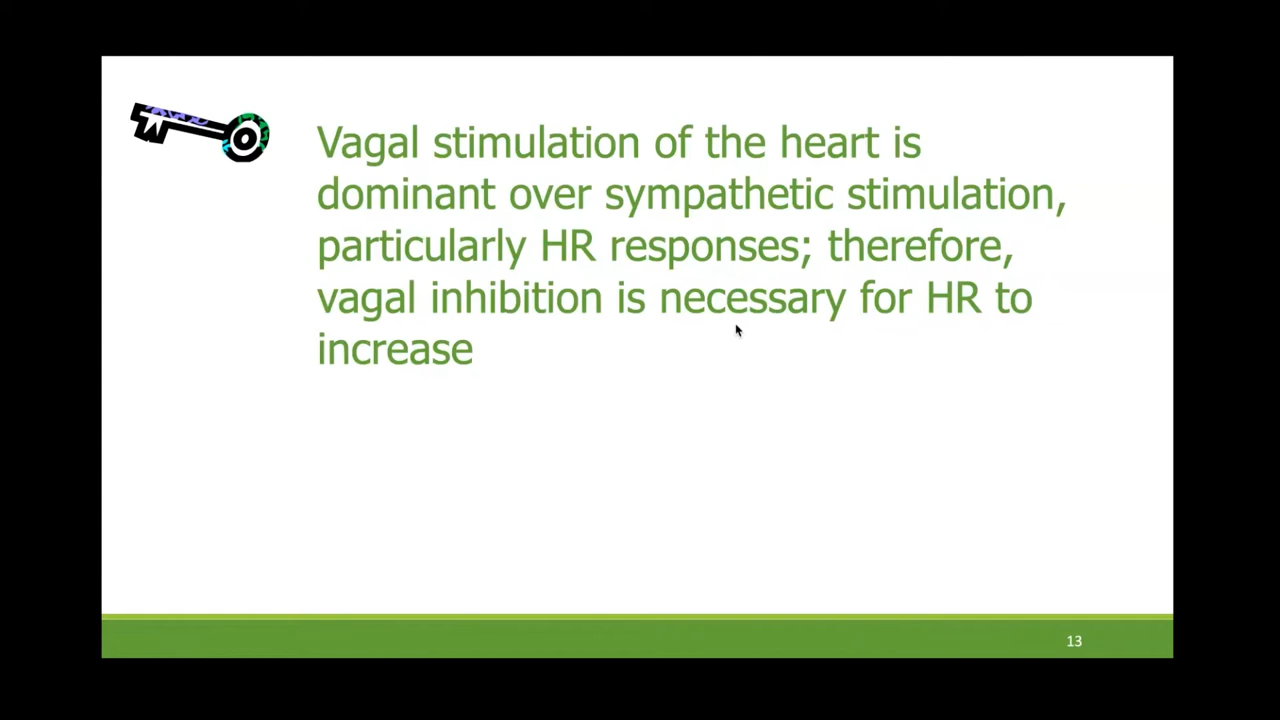 Vagal stimulation of the heart is
dominant over sympathetic stimulation,
particularly HR responses; therefore,
vagal inhibition is necessary for HR to
increase
13